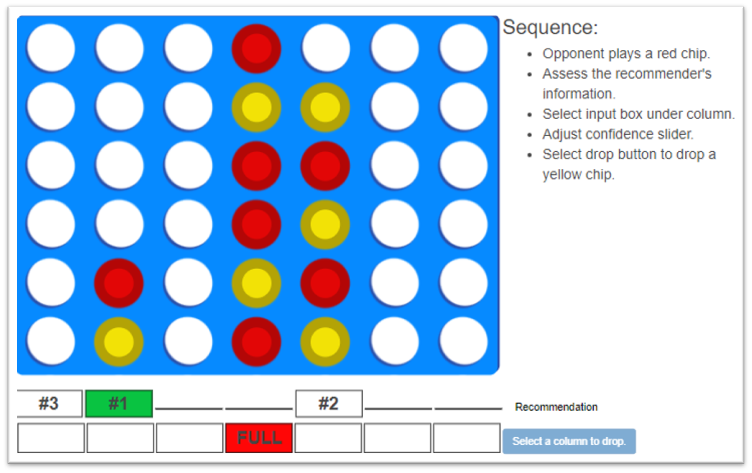 Sequence:
• Opponent plays a red chip.
• Assess the recommender's
information.
• Select input box under column.
• Adjust confidence slider.
• Select drop button to drop a
yellow chip.
#3 #1 #2 Recommendation
FULL Select a column to drop.